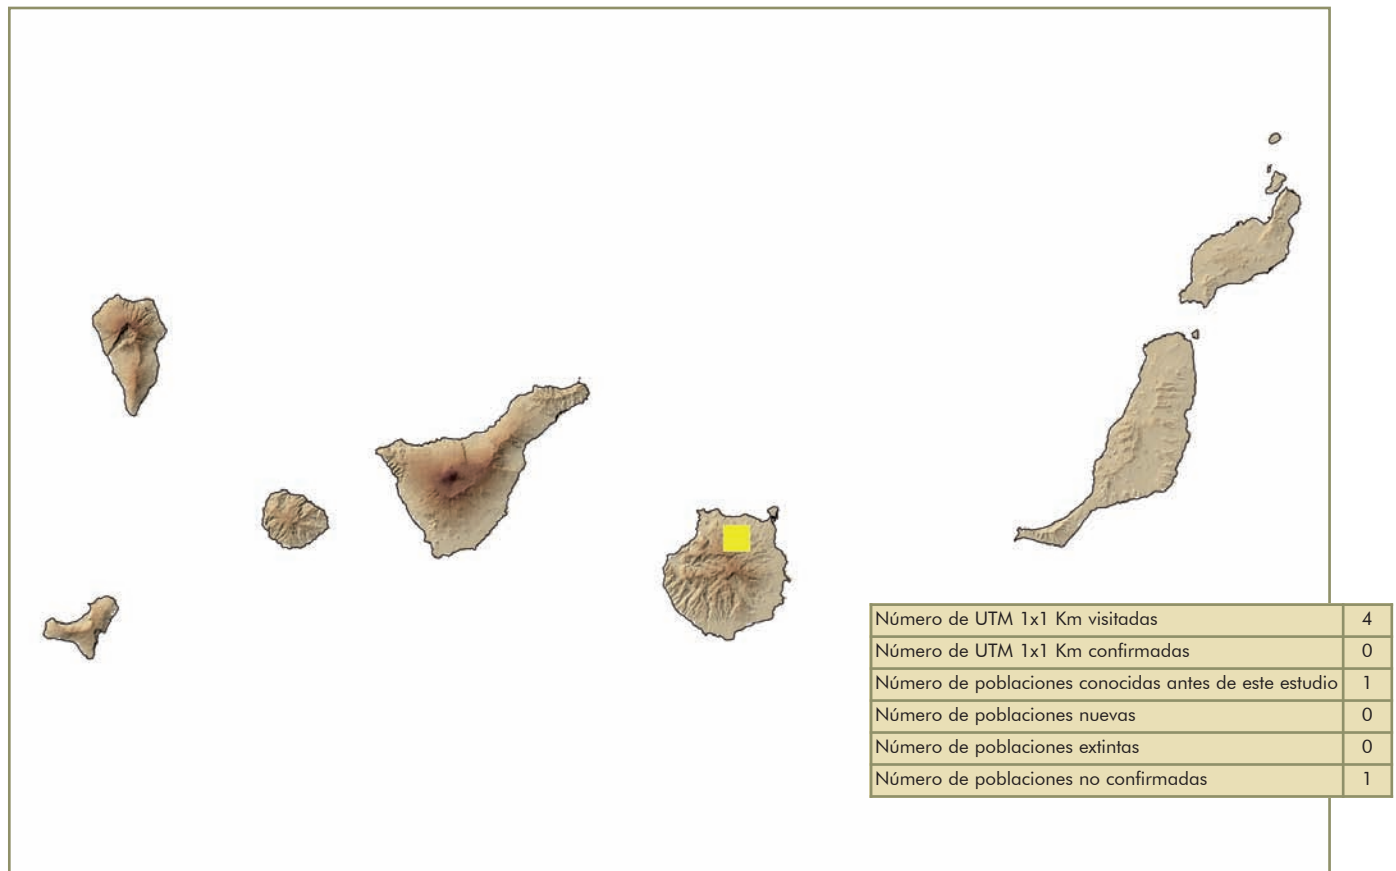 Número de UTM 1x1 Km visitadas 4
Número de UTM 1x1 Km confirmadas 0
Número de poblaciones conocidas antes de este estudio 1
Número de poblaciones nuevas 0
Número de poblaciones extintas 0
Número de poblaciones no confirmadas 1